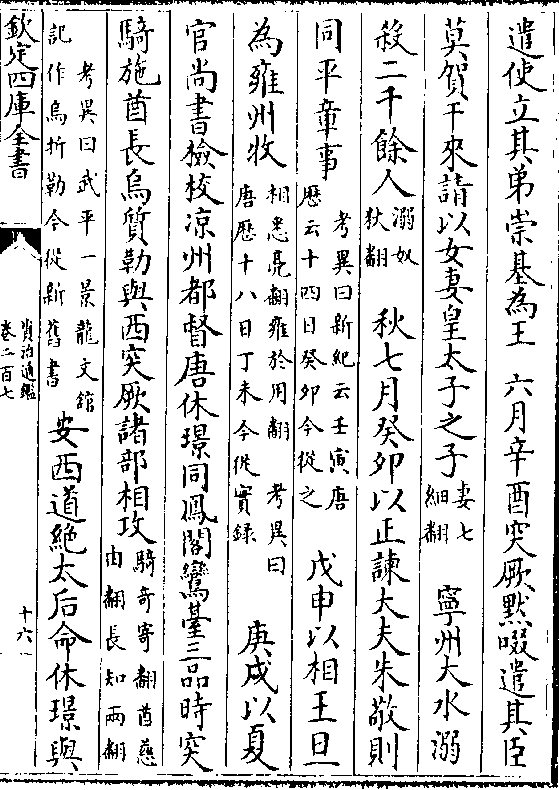 遣使立其弟崇基為王　六月辛酉突厥默啜遣其臣
莫賀干來請以女妻皇太子之子妻七細翻　寧州大水溺
殺二千餘人溺奴狄翻　秋七月癸卯以正諫大夫朱敬則
同平章事考異曰新紀云壬寅唐歷云十四日癸卯今從之　戊申以相王旦
為雍州牧相悉亮翻雍於用翻　考異曰唐歷十八日丁未今從實録　庚戌以夏
官尚書檢校凉州都督唐休璟同鳳閣鸞臺三品時突
騎施酋長烏質勒與西突厥諸部相攻騎奇寄翻酋慈由翻長知兩翻
考異曰武平一景龍文館記作烏折勒今從新舊書　安西道絶太后命休璟與
欽定四庫全書
資治通鑑
卷二百七
十六